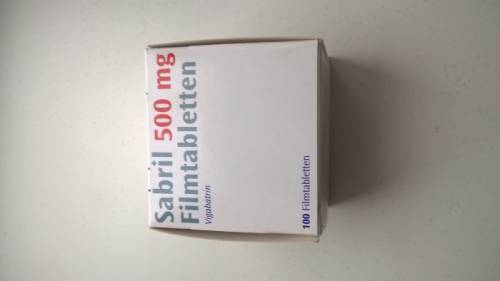 Sabril 500 mg
Filmtabletten
Vigabatrin
100 Filmtabletten